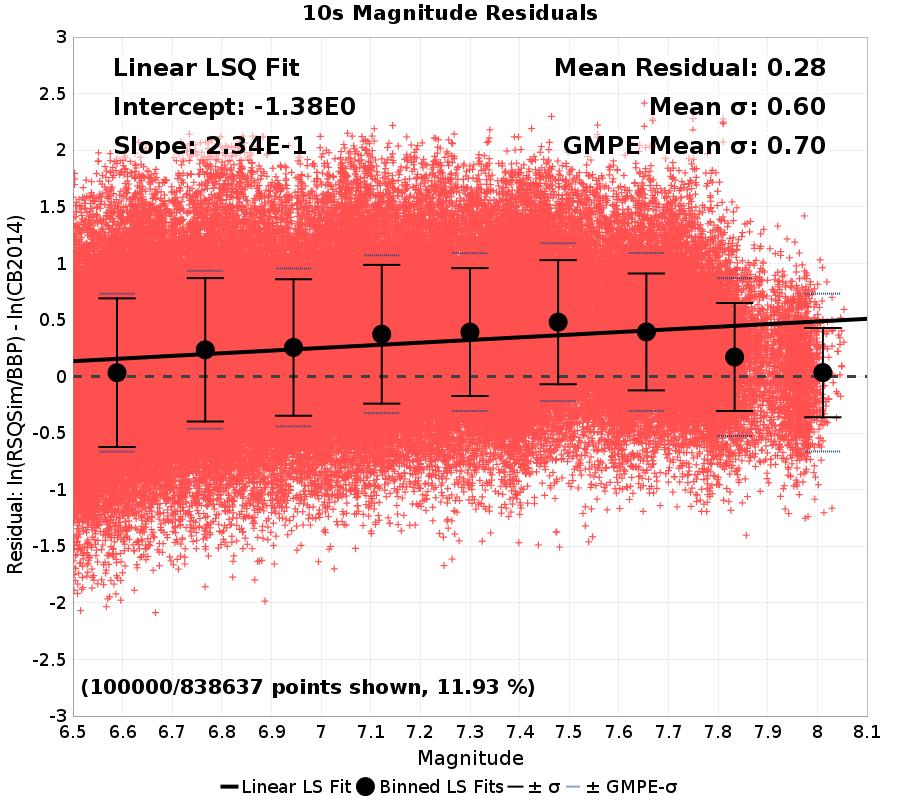 10s Magnitude Residuals
Linear LSQ Fit
Intercept: -1.38E0
Slope: 2.34E-1
Mean Residual: 0.28
Mean σ: 0.60
GMPE Mean σ: 0.70
Residual: ln(RSQSim/BBP) - ln(CB2014)
3
2.5
2
1.5
1
0.5
0
-0.5
-1
-1.5
-2
-2.5
-3
(100000/838637 points shown, 11.93 %)
6.5 6.6 6.7 6.8 6.9 7 7.1 7.2 7.3 7.4 7.5 7.6 7.7 7.8 7.9 8 8.1
Magnitude
Linear LS Fit Binned LS Fits ± σ ± GMPE-σ